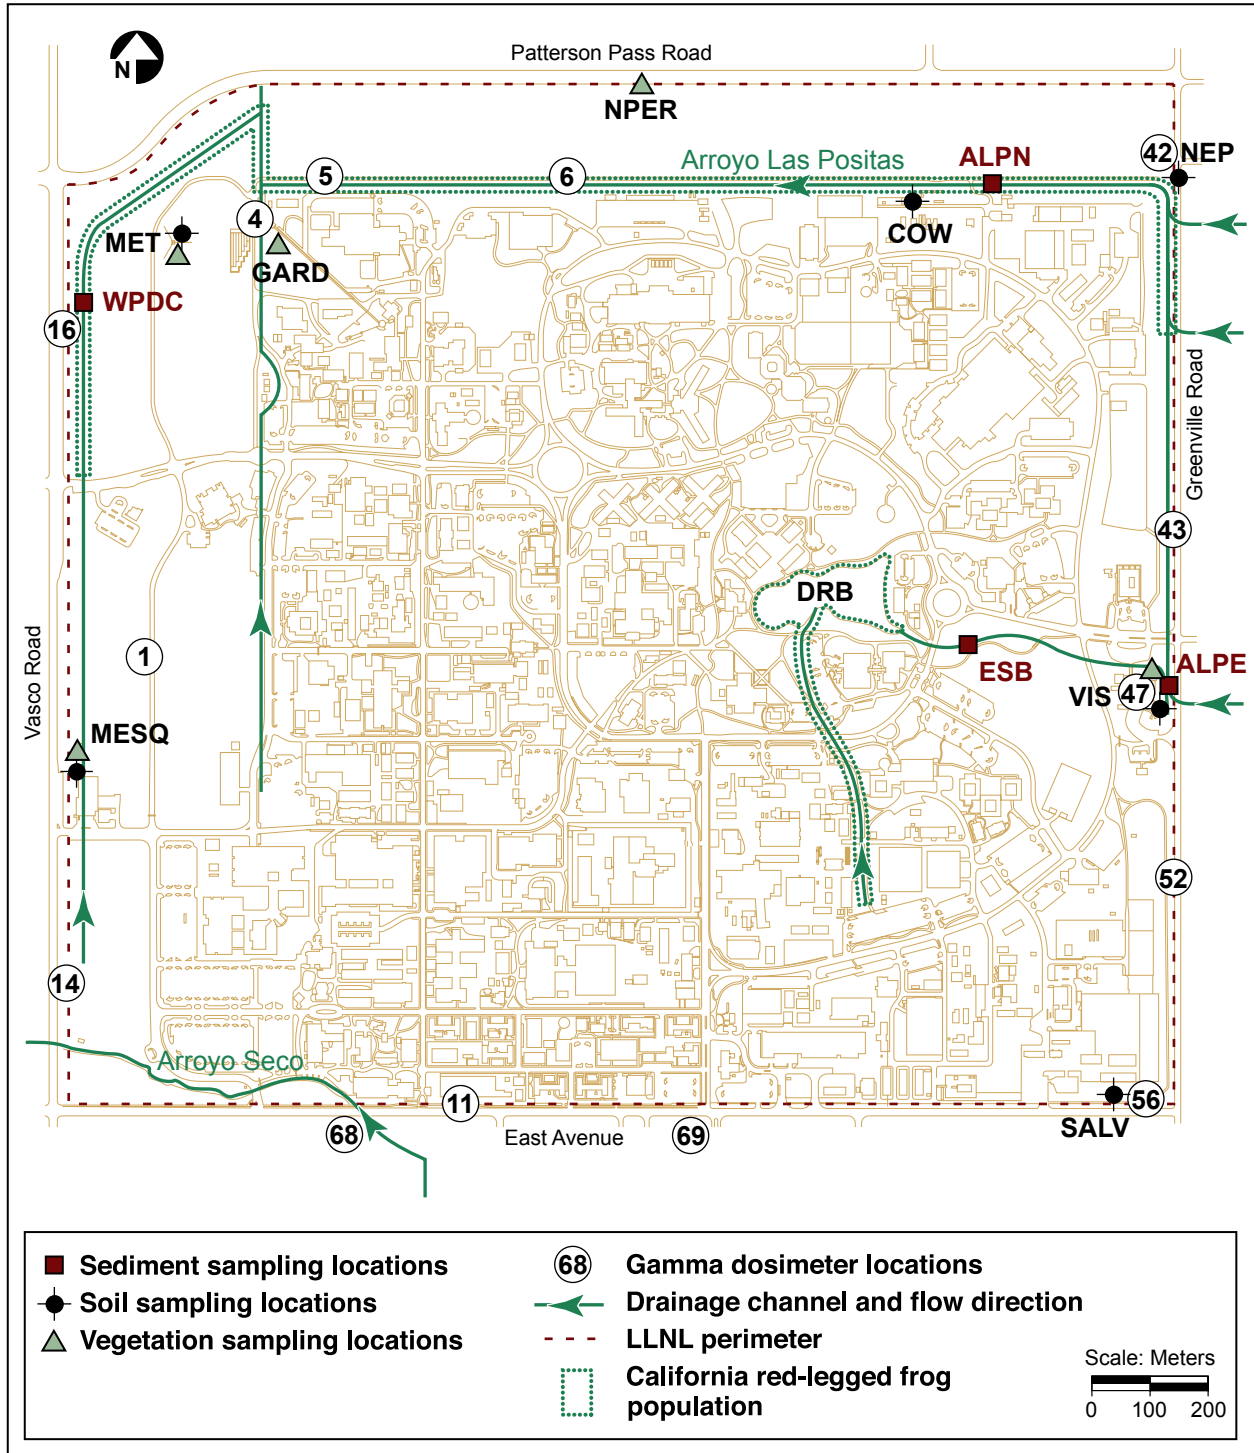 Patterson Pass Road
N
NPER
Arroyo Las Positas
ALPN
42 NEP
5
6
4
MET
GARD
COW
WPDC
16
Greenville Road
43
DRB
Vasco Road
1
ESB
ALPE
VIS 47
MESQ
52
14
Arroyo Seco
11
56
68
East Avenue
69
SALV
Sediment sampling locations
Soil sampling locations
Vegetation sampling locations
68 Gamma dosimeter locations
Drainage channel and flow direction
LLNL perimeter
California red-legged frog
population
Scale: Meters
0 100 200